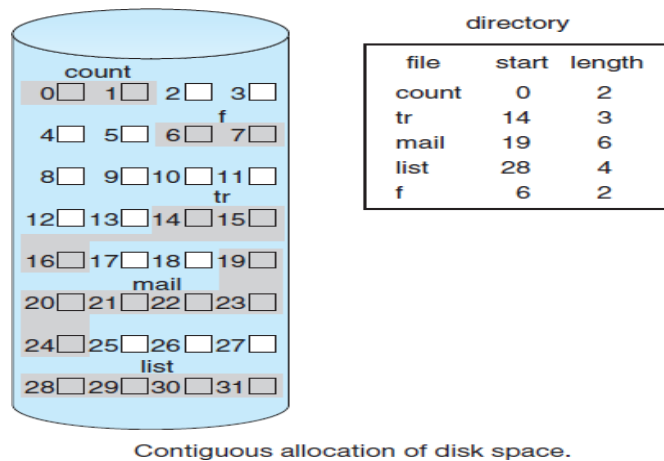 count
0 1 2 3
f
4 5 6 7
8 9 10 11
tr
12 13 14 15
16 17 18 19
mail
20 21 22 23
24 25 26 27
list
28 29 30 31
directory
file start length
count 0 2
tr 14 3
mail 19 6
list 28 4
f 6 2
Contiguous allocation of disk space.